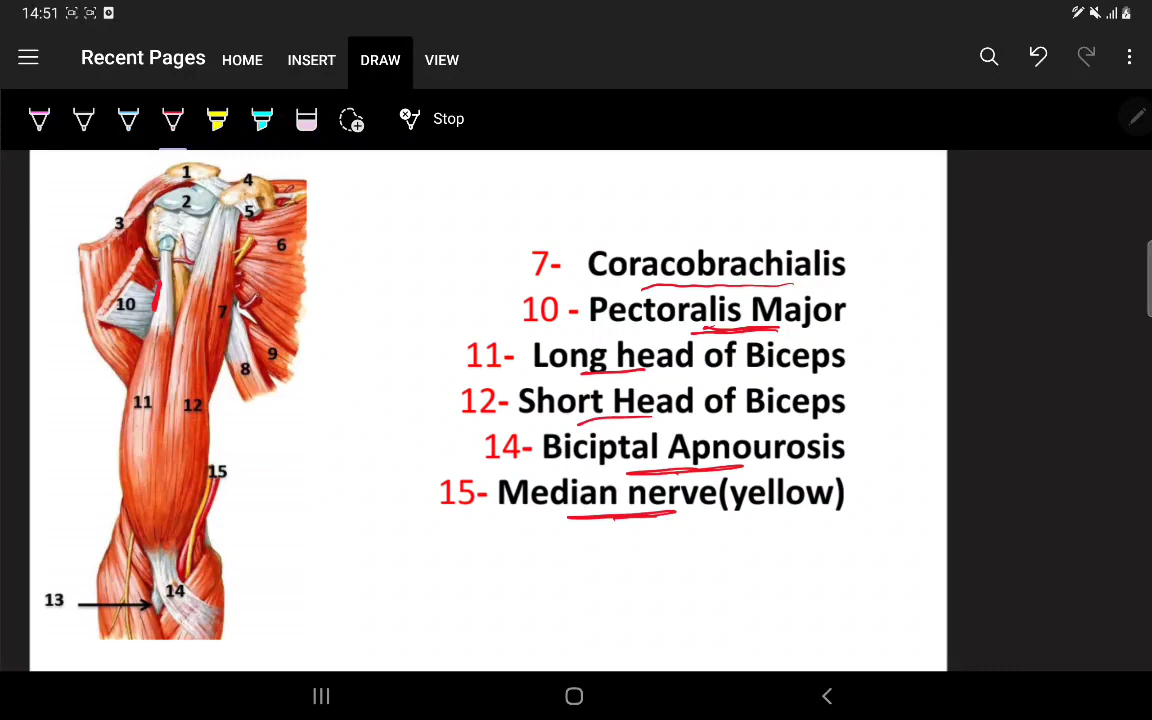 14:51
Recent Pages HOME INSERT DRAW VIEW
Stop
1
4
2
5
3
6
10
7
9
8
11
12
15
14
13
7- Coracobrachialis
10 - Pectoralis Major
11- Long head of Biceps
12- Short Head of Biceps
14- Biciptal Apnourosis
15- Median nerve(yellow)